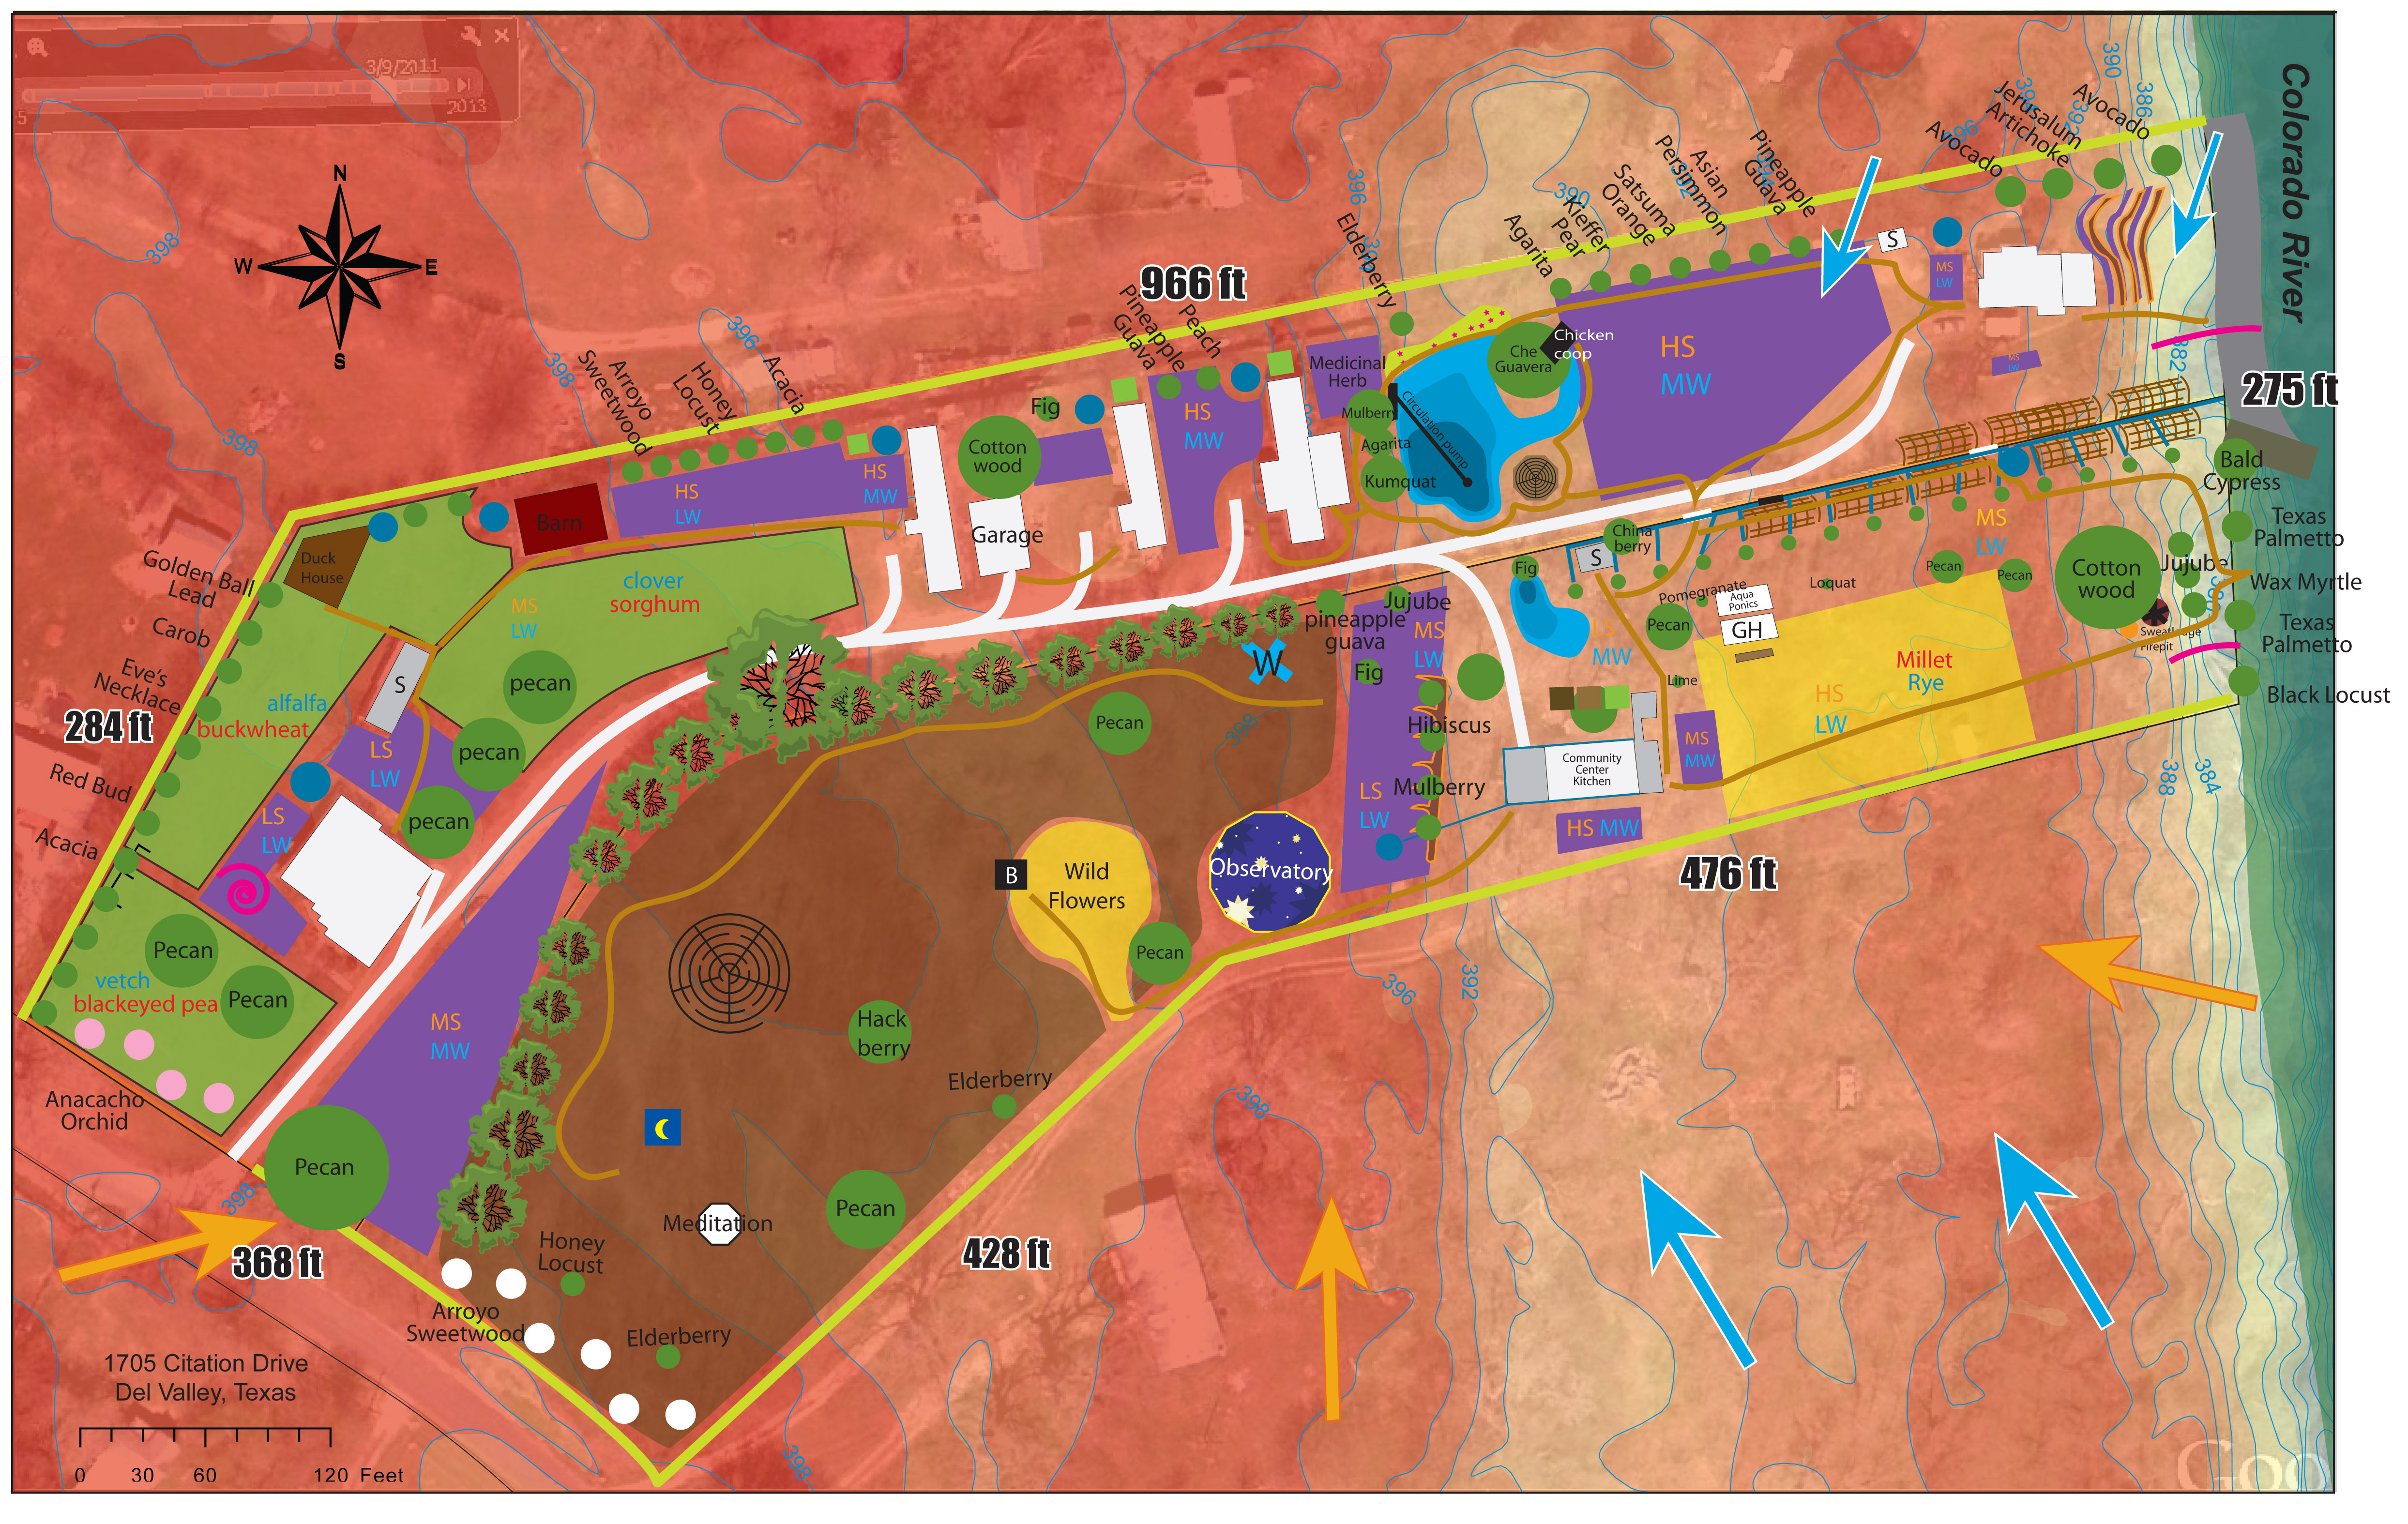 3/9/2011
2013
5
N
W
E
S
398
398
398
398
396
396
390
396
390
386
382
Colorado River
Avocado
Jerusalum
Artichoke
Avocado
Pineapple
Guava
Asian
Persimmon
Satsuma
Orange
Kieffer
Pear
Agarita
Elderberry
966 ft
Pineapple
Guava
Peach
Acacia
Honey
Locust
Arroyo
Sweetwood
S
MS
LW
MS
LW
Chicken
coop
Che
Guavera
HS
MW
275 ft
Medicinal
Herb
Mulberry
Agarita
Kumquat
Circulation pump
HS
MW
Fig
Cotton
wood
Garage
HS
MW
HS
LW
Barn
Duck
House
clover
sorghum
MS
LW
Golden Ball
Lead
Carob
Eve's
Necklace
284 ft
Red Bud
Acacia
alfalfa
buckwheat
S
LS
LW
LS
LW
pecan
pecan
pecan
Bald
Cypress
Texas
Palmetto
Jujube
Wax Myrtle
Texas
Palmetto
Black Locust
Sweatlodge
Firepit
Cotton
wood
MS
LW
Pecan
Pecan
Loquat
Pomegranate
Aqua
Ponics
GH
Pecan
Lime
China
berry
S
Fig
LS
MW
Millet
Rye
HS
LW
MS
MW
Community
Center
Kitchen
HS MW
476 ft
Jujube
pineapple
guava
MS
LW
Fig
Hibiscus
Mulberry
LS
LW
W
398
Pecan
Observatory
B
Wild
Flowers
Pecan
396
392
388
384
Pecan
vetch
blackeyed pea
Pecan
Anacacho
Orchid
MS
MW
Hack
berry
Elderberry
398
Pecan
398
368 ft
Meditation
Pecan
428 ft
Honey
Locust
Arroyo
Sweetwood
Elderberry
398
1705 Citation Drive
Del Valley, Texas
0 30 60 120 Feet
Goo